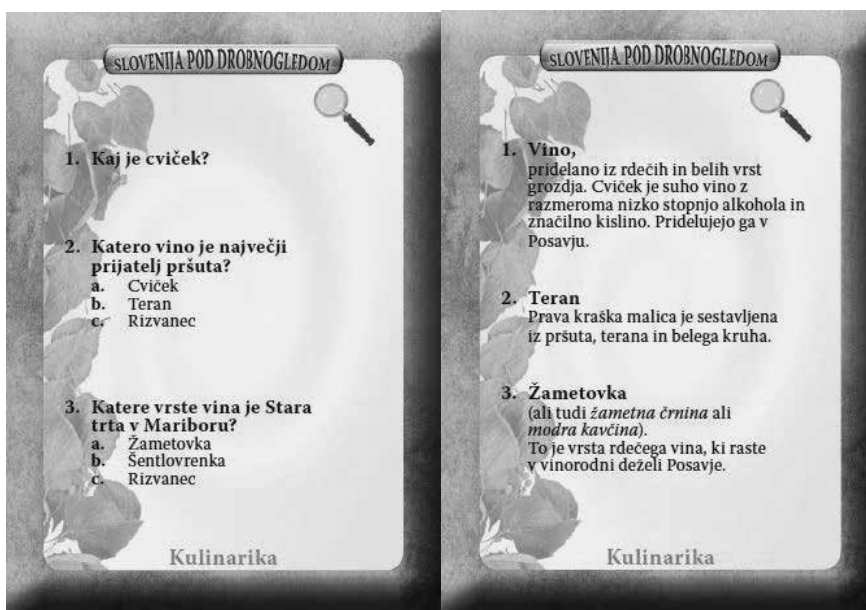 SLOVENIJA POD DROBNOGLEDOM
1. Kaj je cviček?
2. Katero vino je največji
prijatelj pršuta?
a. Cviček
b. Teran
c. Rizvanec
3. Katere vrste vina je Stara
trta v Mariboru?
a. Žametovka
b. Šentlovrenka
c. Rizvanec
Kulinarika
SLOVENIJA POD DROBNOGLEDOM
1. Vino,
pridelano iz rdečih in belih vrst
grozdja. Cviček je suho vino z
razmeroma nizko stopnjo alkohola in
značilno kislino. Pridelujejo ga v
Posavju.
2. Teran
Prava kraška malica je sestavljena
iz pršuta, terana in belega kruha.
3. Žametovka
(ali tudi žametna črnina ali
modra kavčina).
To je vrsta rdečega vina, ki raste
v vinorodni deželi Posavje.
Kulinarika